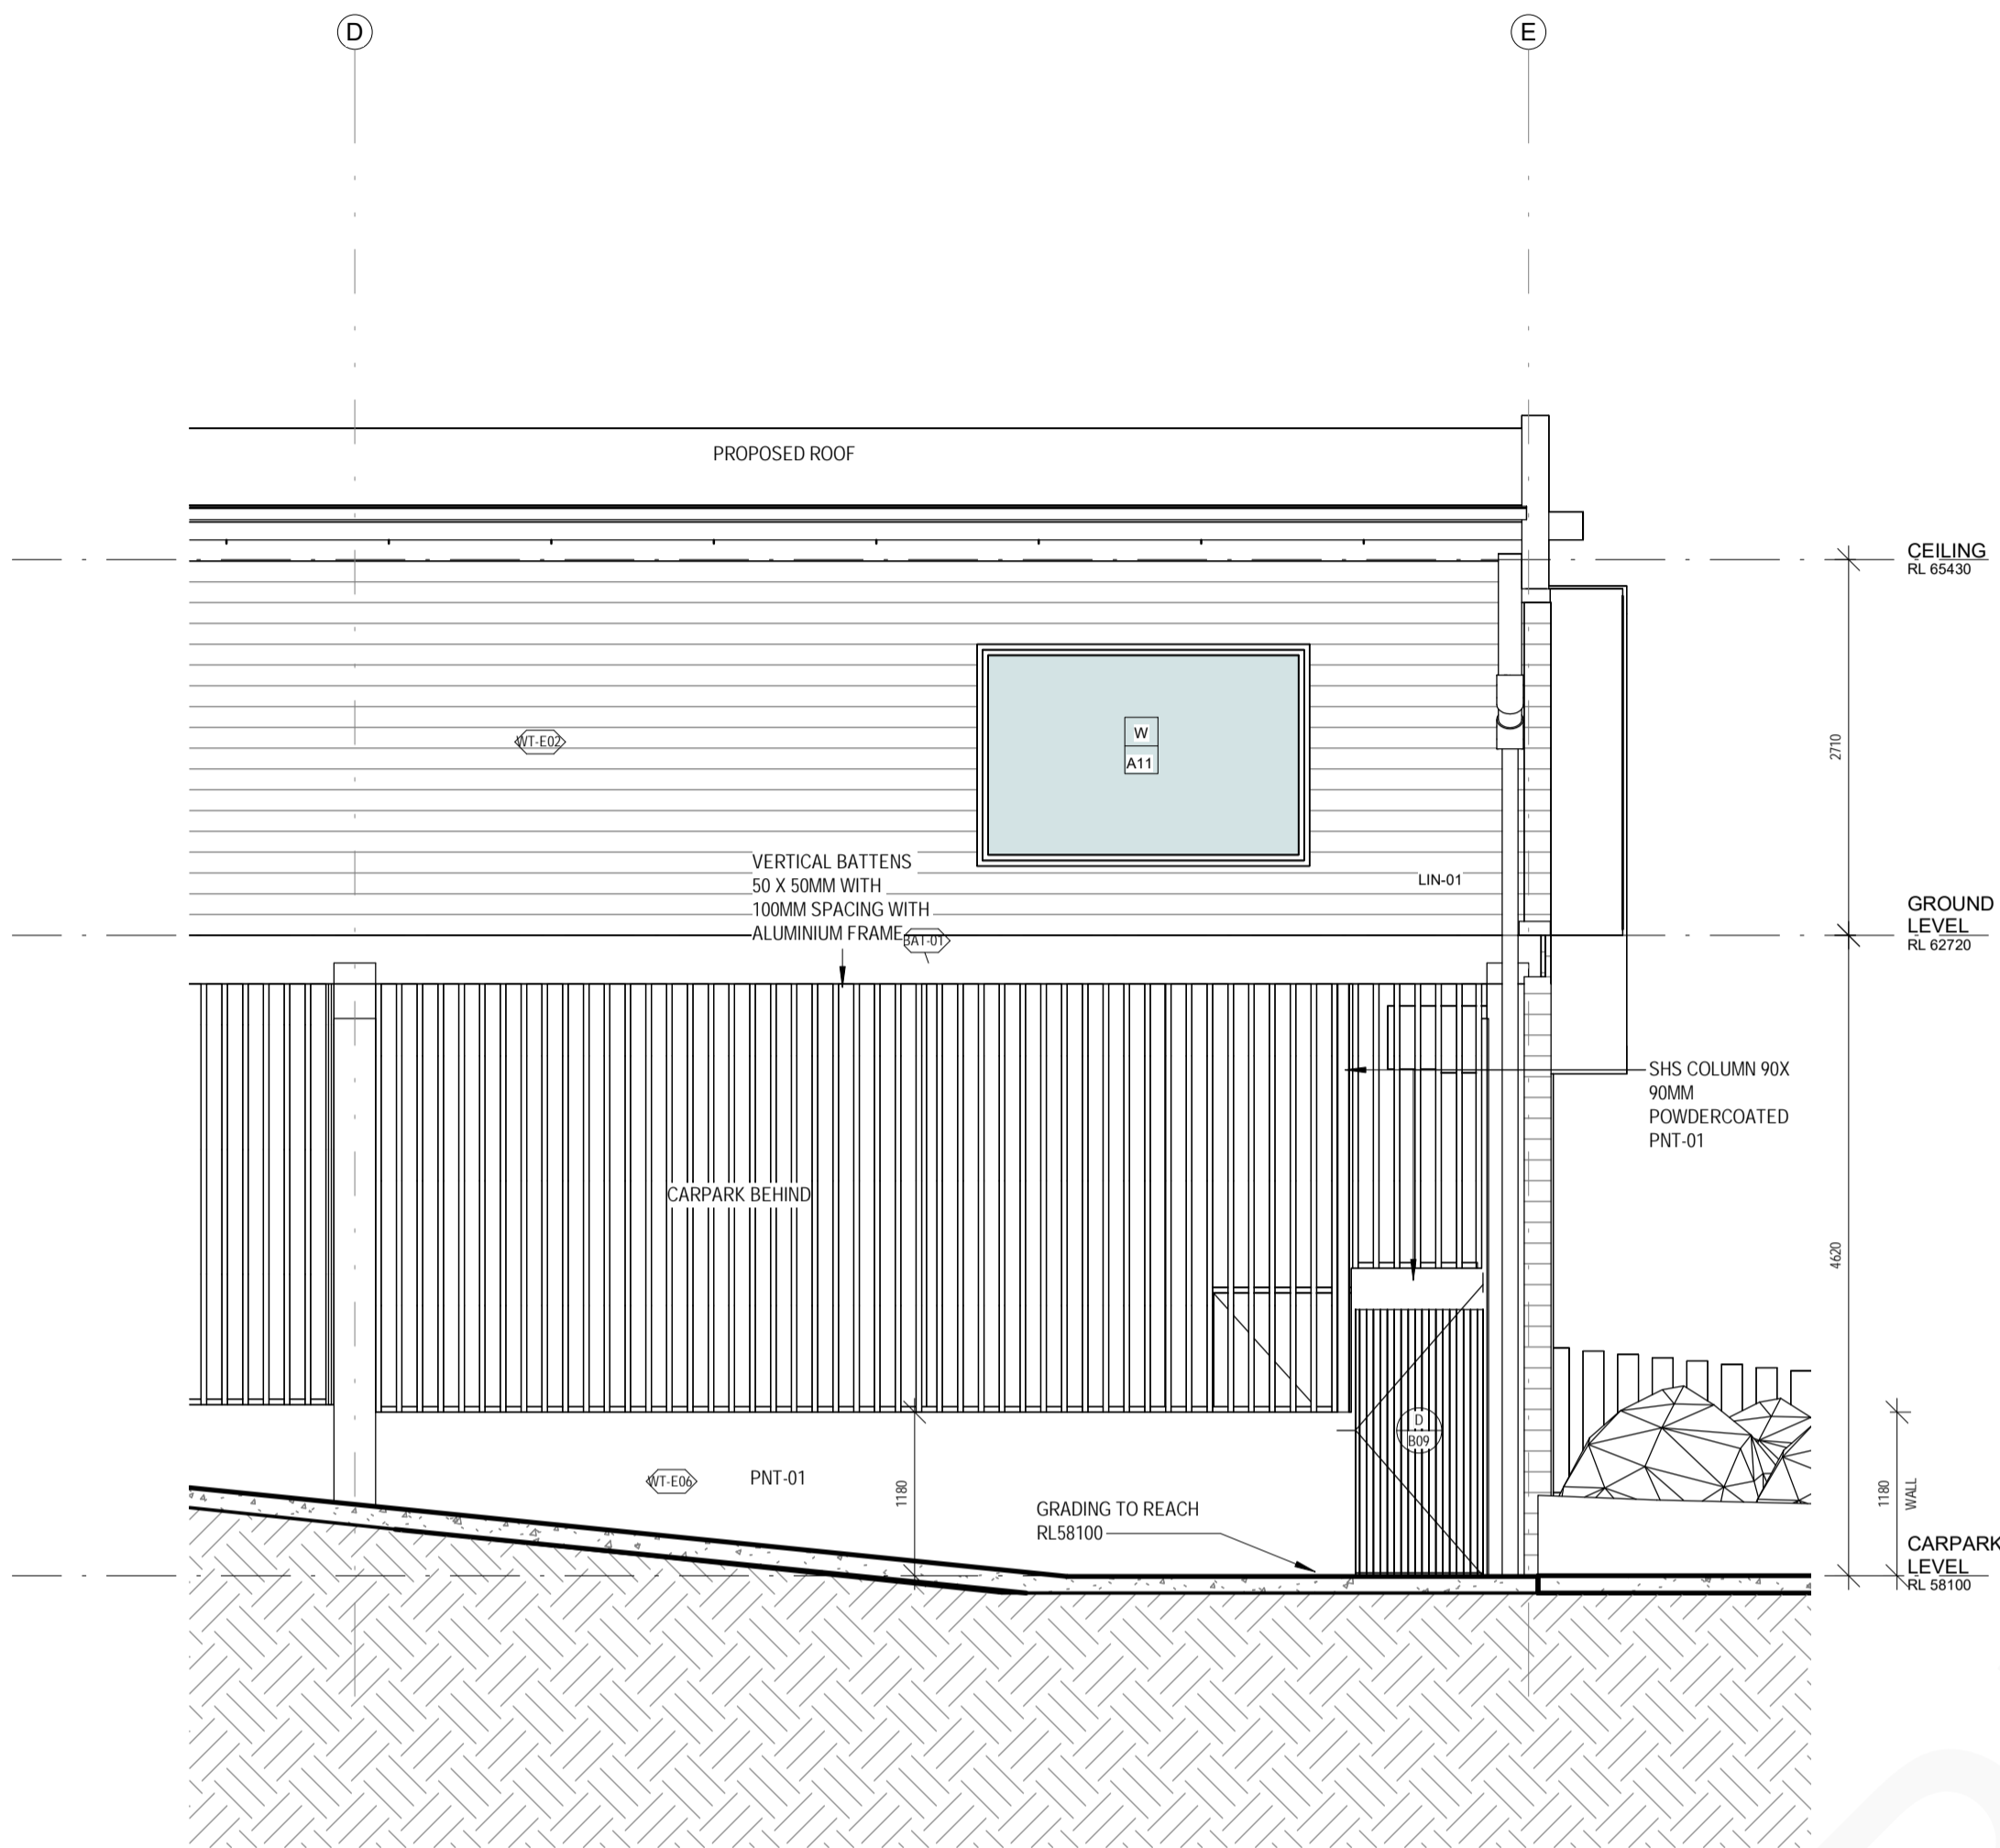 D
E
PROPOSED ROOF
CEILING
RL 65430
W
A11
WT-E02
2710
VERTICAL BATTENS
50 X 50MM WITH
100MM SPACING WITH
ALUMINIUM FRAME
BAT-01
LIN-01
GROUND
LEVEL
RL 62720
SHS COLUMN 90X
90MM
POWDERCOATED
PNT-01
CARPARK BEHIND
4620
D
B09
WT-E06
PNT-01
1180
GRADING TO REACH
RL58100
1180
WALL
CARPARK
LEVEL
RL 58100